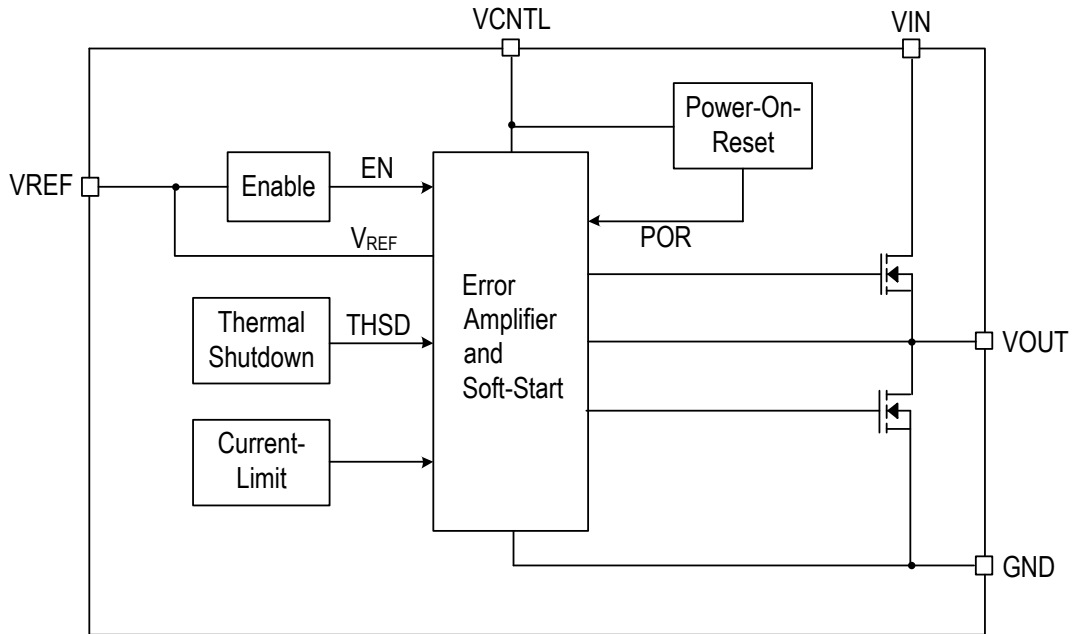 VCNTL
VIN
Power-On-
Reset
VREF
Enable
EN
POR
VREF
Error
Amplifier
and
Soft-Start
Thermal
Shutdown
THSD
VOUT
Current-
Limit
GND